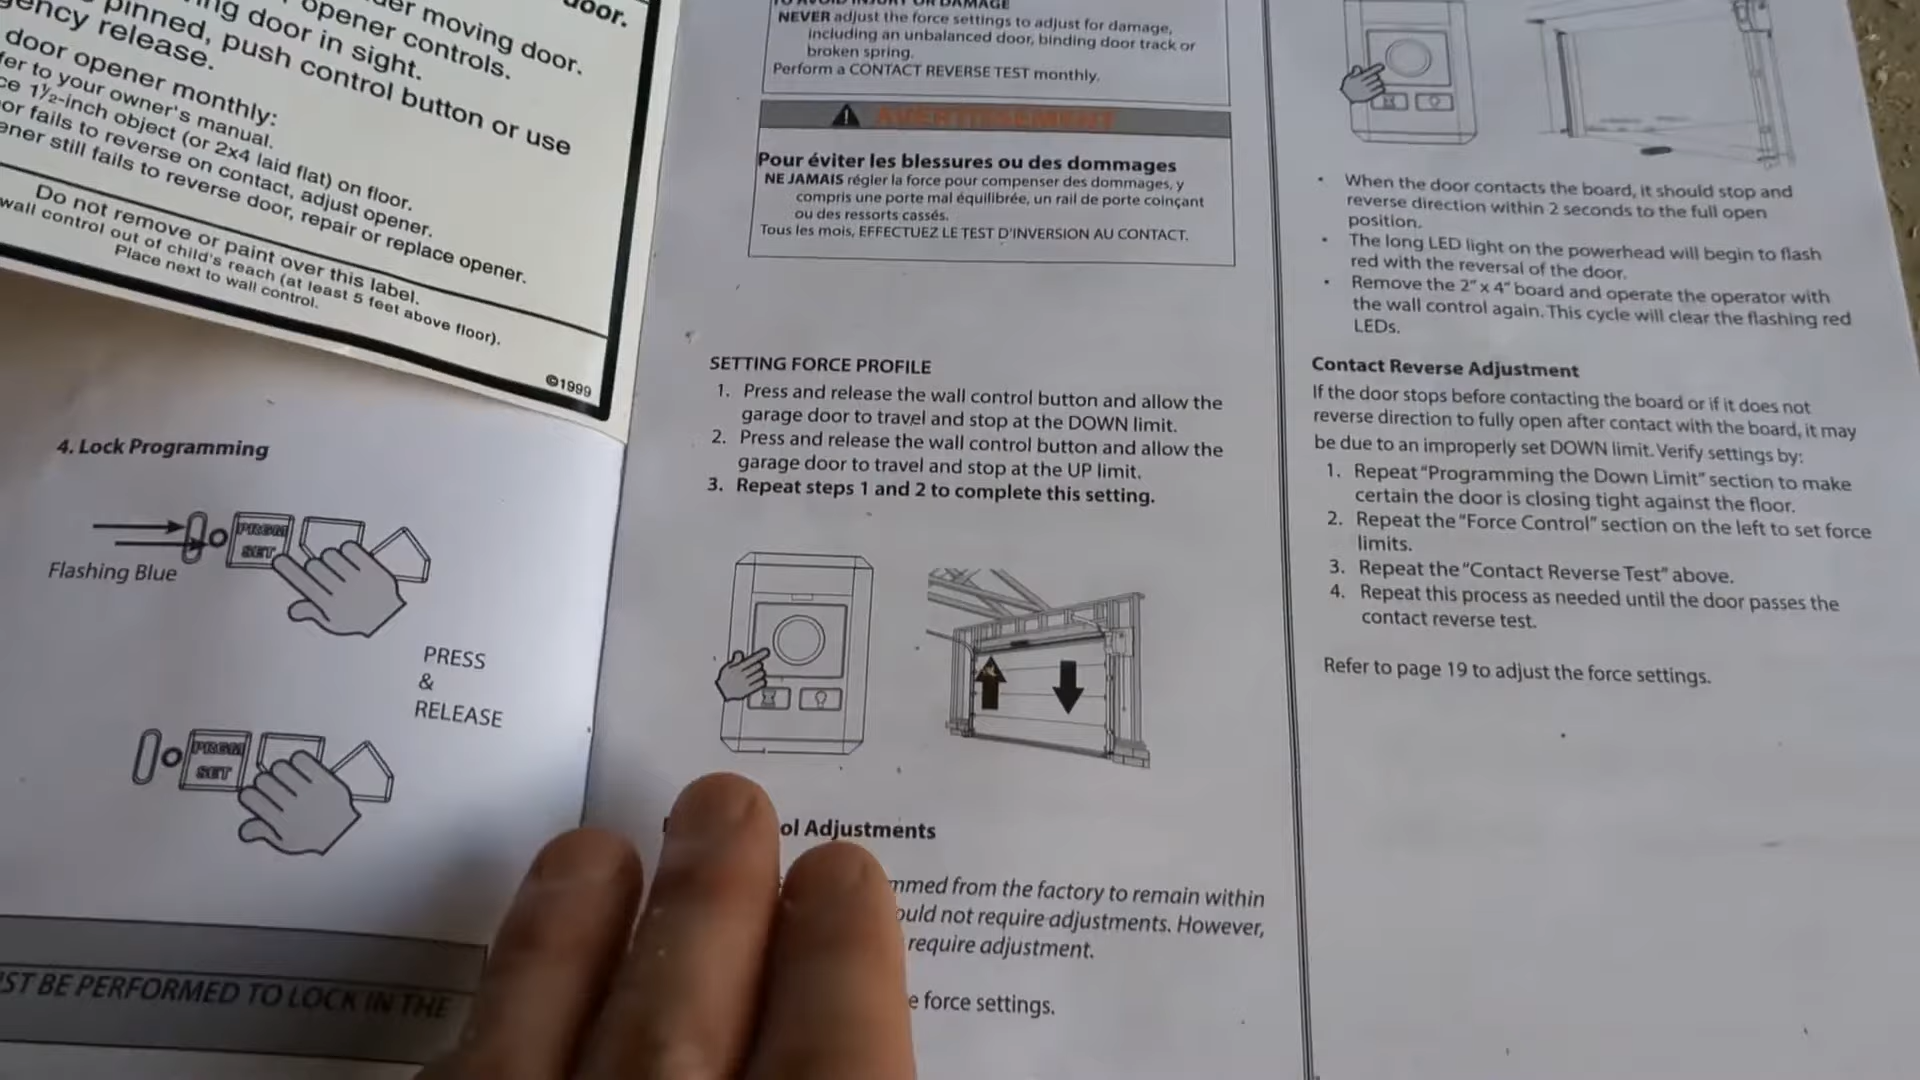 door.
er moving door.
opener controls.
ng door in sight.
pinned, push control button or use
ency release.
door opener monthly:
fer to your owner's manual.
ce 1½-inch object (or 2x4 laid flat) on floor.
or fails to reverse on contact, adjust opener.
ener still fails to reverse door, repair or replace opener.
Do not remove or paint over this label.
wall control out of child's reach (at least 5 feet above floor).
Place next to wall control.
©1999
4. Lock Programming
PRGM
SET
Flashing Blue
PRESS
&
RELEASE
PRGM
SET
ST BE PERFORMED TO LOCK IN THE
TO AVOID INJURY OR DAMAGE
NEVER adjust the force settings to adjust for damage,
including an unbalanced door, binding door track or
broken spring.
Perform a CONTACT REVERSE TEST monthly.
AVERTISSEMENT
Pour éviter les blessures ou des dommages
NE JAMAIS régler la force pour compenser des dommages, y
compris une porte mal équilibrée, un rail de porte coinçant
ou des ressorts cassés.
Tous les mois, EFFECTUEZ LE TEST D'INVERSION AU CONTACT.
SETTING FORCE PROFILE
1. Press and release the wall control button and allow the
garage door to travel and stop at the DOWN limit.
2. Press and release the wall control button and allow the
garage door to travel and stop at the UP limit.
3. Repeat steps 1 and 2 to complete this setting.
ol Adjustments
mmed from the factory to remain within
ould not require adjustments. However,
require adjustment.
e force settings.
• When the door contacts the board, it should stop and
reverse direction within 2 seconds to the full open
position.
• The long LED light on the powerhead will begin to flash
red with the reversal of the door.
• Remove the 2" x 4" board and operate the operator with
the wall control again. This cycle will clear the flashing red
LEDs.
Contact Reverse Adjustment
If the door stops before contacting the board or if it does not
reverse direction to fully open after contact with the board, it may
be due to an improperly set DOWN limit. Verify settings by:
1. Repeat "Programming the Down Limit" section to make
certain the door is closing tight against the floor.
2. Repeat the "Force Control" section on the left to set force
limits.
3. Repeat the "Contact Reverse Test" above.
4. Repeat this process as needed until the door passes the
contact reverse test.
Refer to page 19 to adjust the force settings.